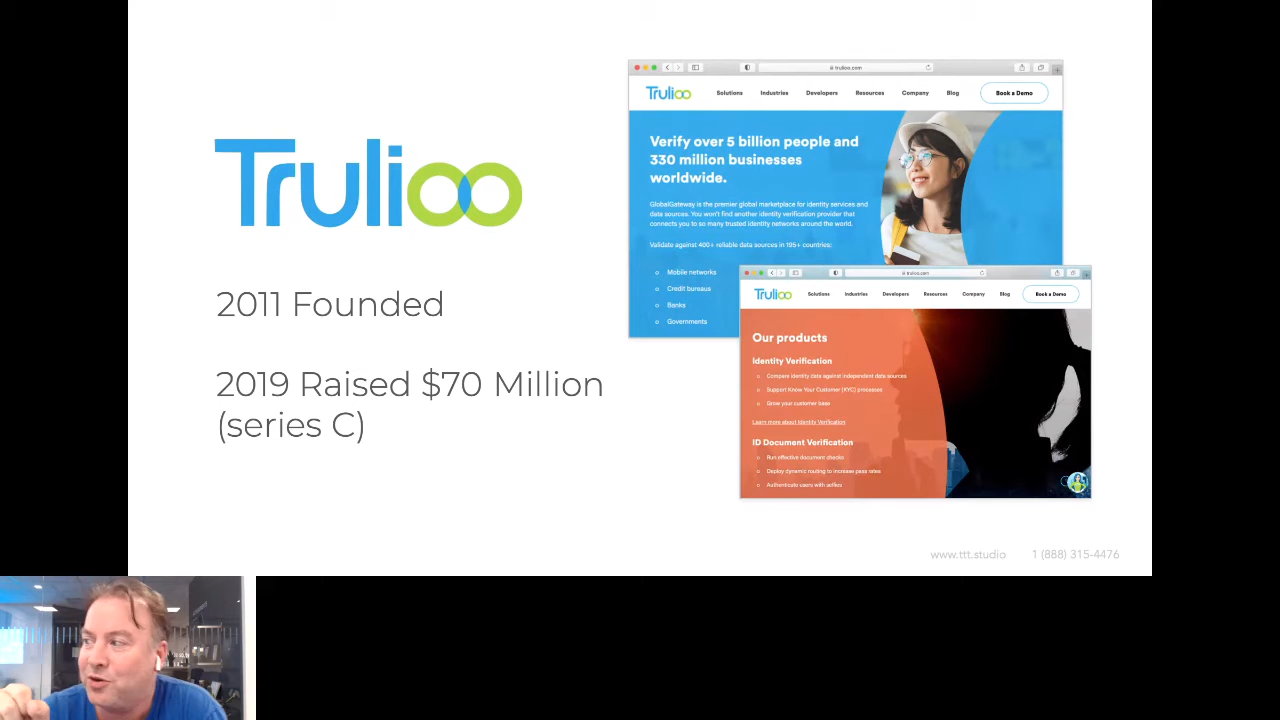 Trulioo
2011 Founded
2019 Raised $70 Million
(series C)
trulioo.com
Trulioo Solutions Industries Developers Resources Company Blog Book a Demo
Verify over 5 billion people and
330 million businesses
worldwide.
GlobalGateway is the premier global marketplace for identity services and
data sources. You won't find another identity verification provider that
connects you to so many trusted identity networks around the world.
Validate against 400+ reliable data sources in 195+ countries:
Mobile networks
Credit bureaus
Banks
Governments
trulioo.com
Trulioo Solutions Industries Developers Resources Company Blog Book a Demo
Our products
Identity Verification
Compare identity data against independent data sources
Support Know Your Customer (KYC) processes
Grow your customer base
Learn more about Identity Verification
ID Document Verification
Run effective document checks
Deploy dynamic routing to increase pass rates
Authenticate users with selfies
www.ttt.studio 1 (888) 315-4476